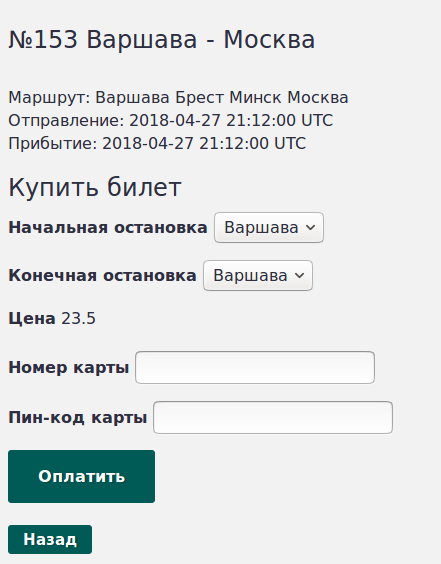 №153 Варшава - Москва
Маршрут: Варшава Брест Минск Москва
Отправление: 2018-04-27 21:12:00 UTC
Прибытие: 2018-04-27 21:12:00 UTC
Купить билет
Начальная остановка Варшава
Конечная остановка Варшава
Цена 23.5
Номер карты
Пин-код карты
Оплатить
Назад